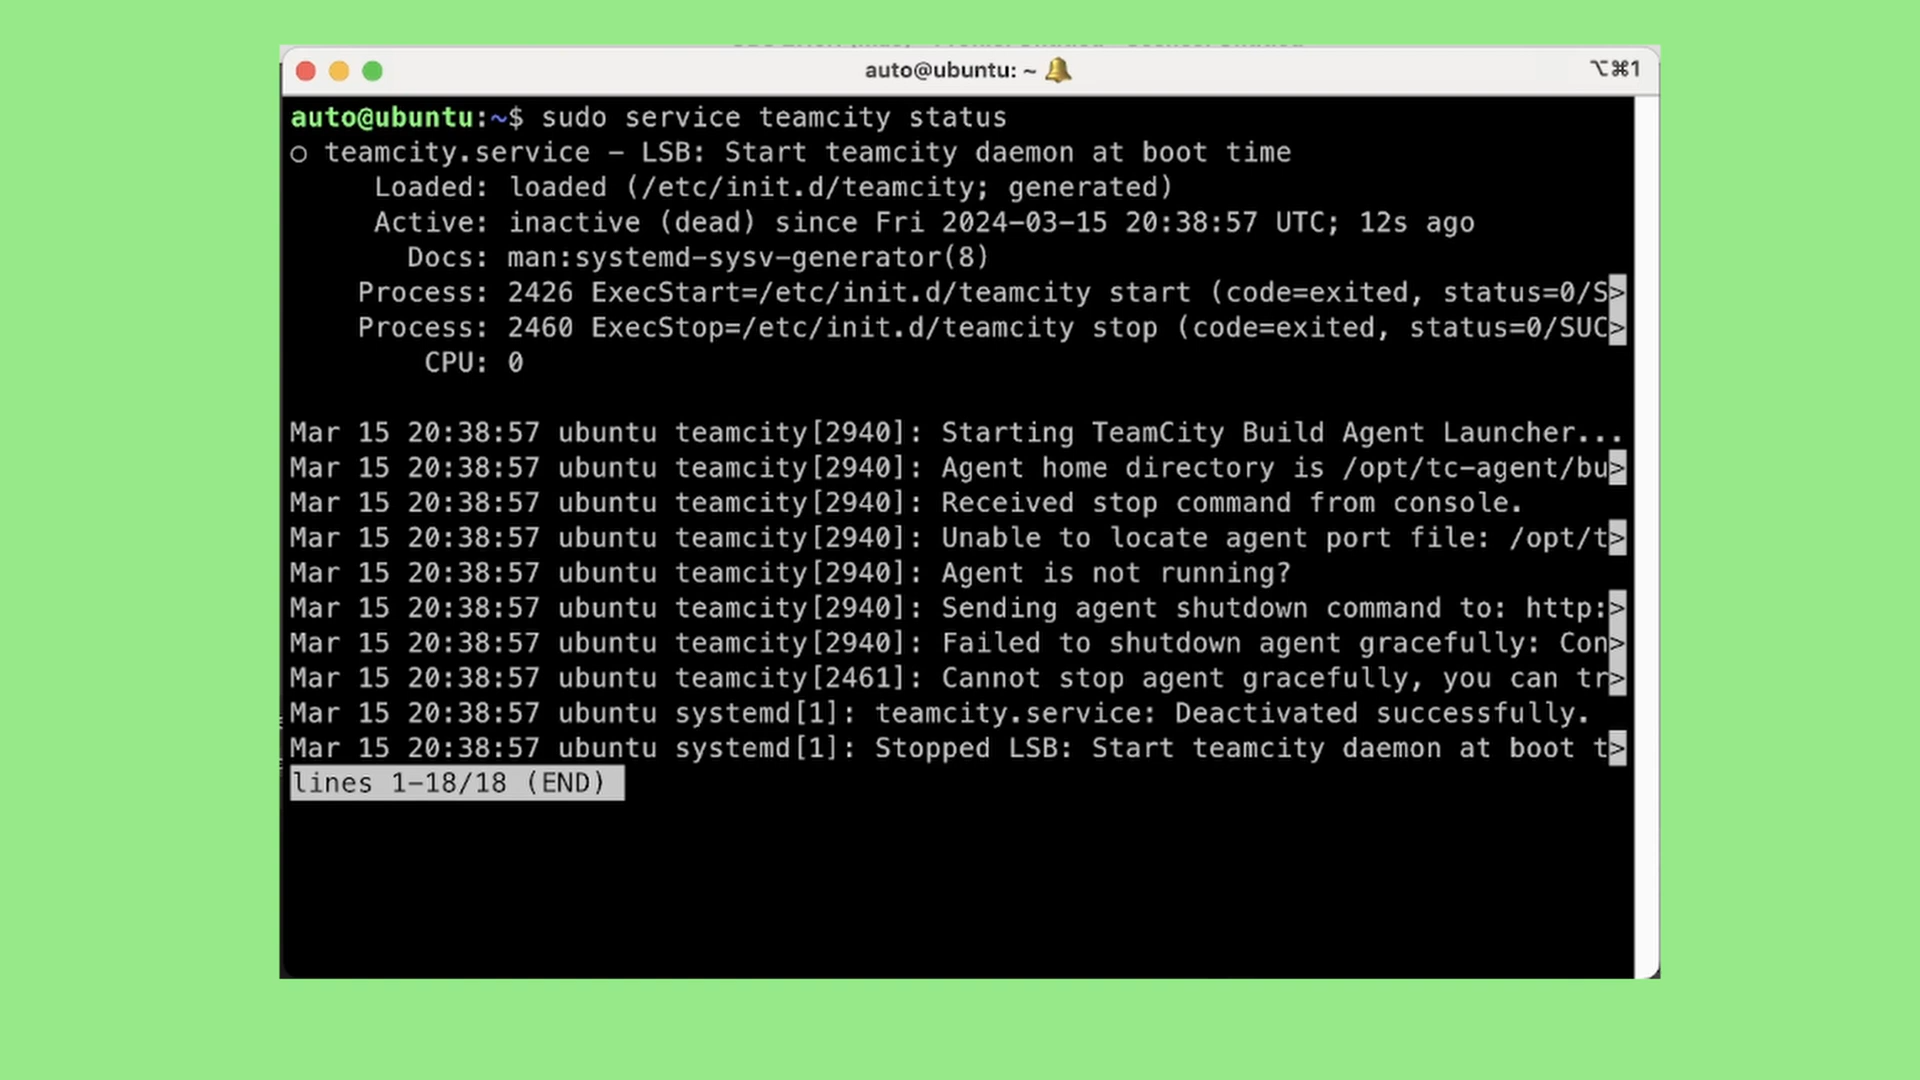 auto@ubuntu: ~ 🔔 ⌥⌘1
auto@ubuntu:~$ sudo service teamcity status
○ teamcity.service – LSB: Start teamcity daemon at boot time
Loaded: loaded (/etc/init.d/teamcity; generated)
Active: inactive (dead) since Fri 2024-03-15 20:38:57 UTC; 12s ago
Docs: man:systemd-sysv-generator(8)
Process: 2426 ExecStart=/etc/init.d/teamcity start (code=exited, status=0/S>
Process: 2460 ExecStop=/etc/init.d/teamcity stop (code=exited, status=0/SUC>
CPU: 0
Mar 15 20:38:57 ubuntu teamcity[2940]: Starting TeamCity Build Agent Launcher...
Mar 15 20:38:57 ubuntu teamcity[2940]: Agent home directory is /opt/tc-agent/bu>
Mar 15 20:38:57 ubuntu teamcity[2940]: Received stop command from console.
Mar 15 20:38:57 ubuntu teamcity[2940]: Unable to locate agent port file: /opt/t>
Mar 15 20:38:57 ubuntu teamcity[2940]: Agent is not running?
Mar 15 20:38:57 ubuntu teamcity[2940]: Sending agent shutdown command to: http:>
Mar 15 20:38:57 ubuntu teamcity[2940]: Failed to shutdown agent gracefully: Con>
Mar 15 20:38:57 ubuntu teamcity[2461]: Cannot stop agent gracefully, you can tr>
Mar 15 20:38:57 ubuntu systemd[1]: teamcity.service: Deactivated successfully.
Mar 15 20:38:57 ubuntu systemd[1]: Stopped LSB: Start teamcity daemon at boot t>
lines 1-18/18 (END)